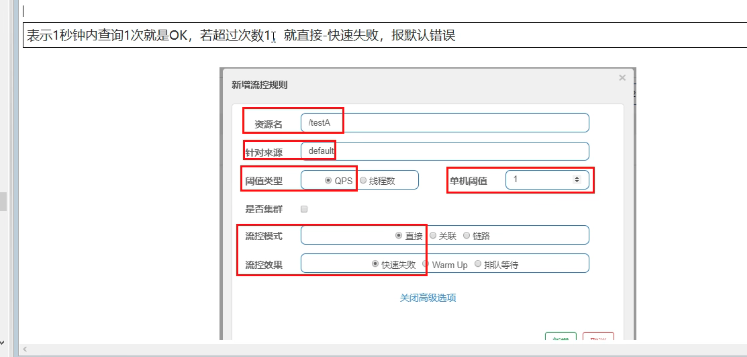 表示1秒钟内查询1次就是OK，若超过次数1，就直接-快速失败，报默认错误
新增流控规则
资源名 /testA
针对来源 default
阈值类型 QPS 线程数 单机阈值 1
是否集群
流控模式 直接 关联 链路
流控效果 快速失败 Warm Up 排队等待
关闭高级选项